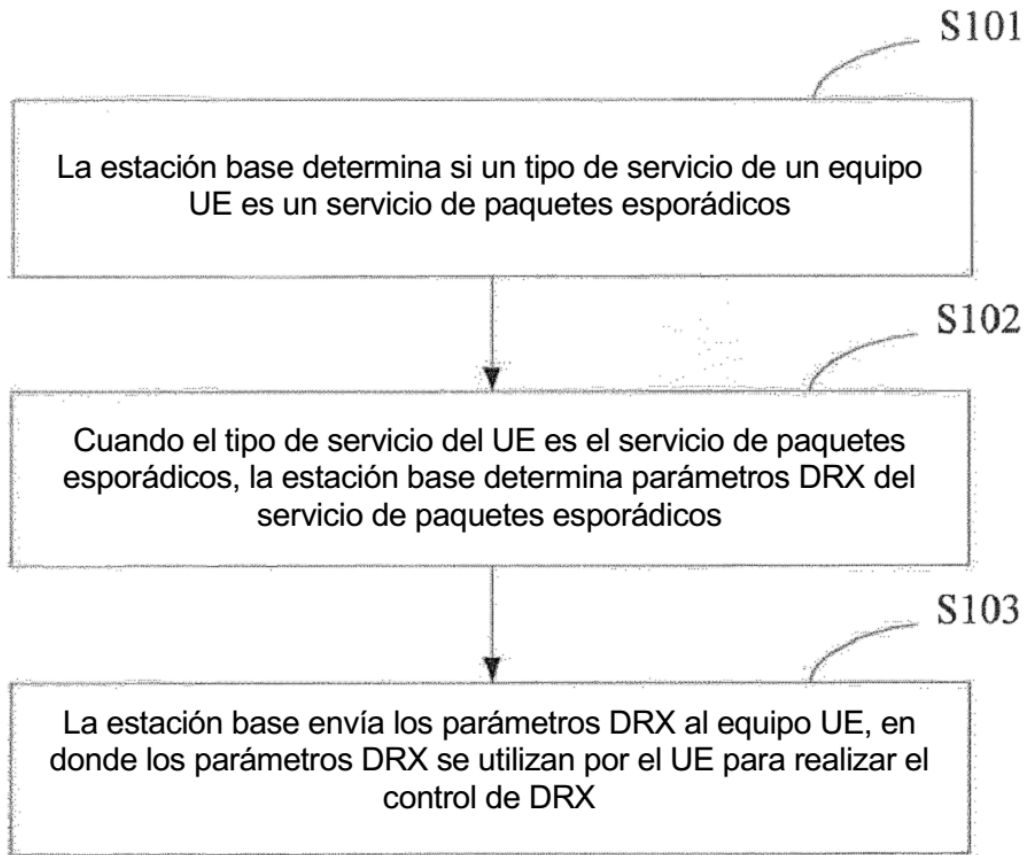 S101
La estación base determina si un tipo de servicio de un equipo
UE es un servicio de paquetes esporádicos
S102
Cuando el tipo de servicio del UE es el servicio de paquetes
esporádicos, la estación base determina parámetros DRX del
servicio de paquetes esporádicos
S103
La estación base envía los parámetros DRX al equipo UE, en
donde los parámetros DRX se utilizan por el UE para realizar el
control de DRX